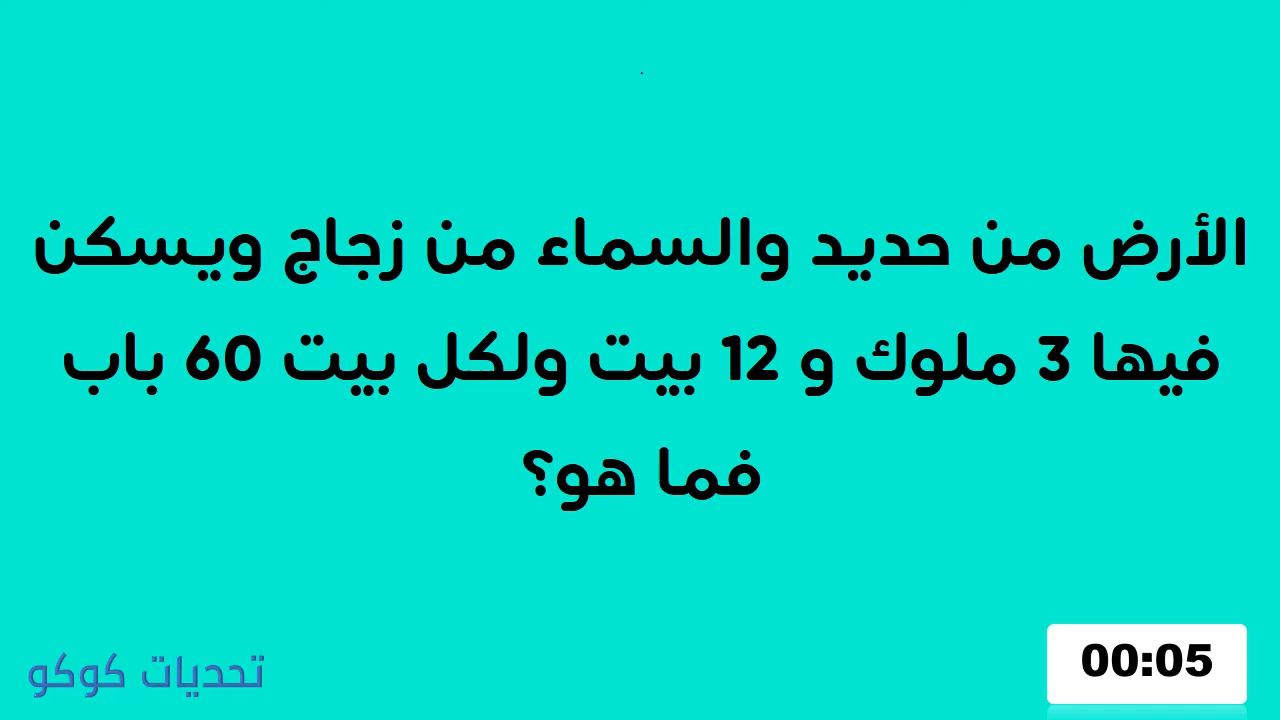 الأرض من حديد والسماء من زجاج ويسكن
فيها 3 ملوك و 12 بيت ولكل بيت 60 باب
فما هو؟
تحديات كوكو
00:05